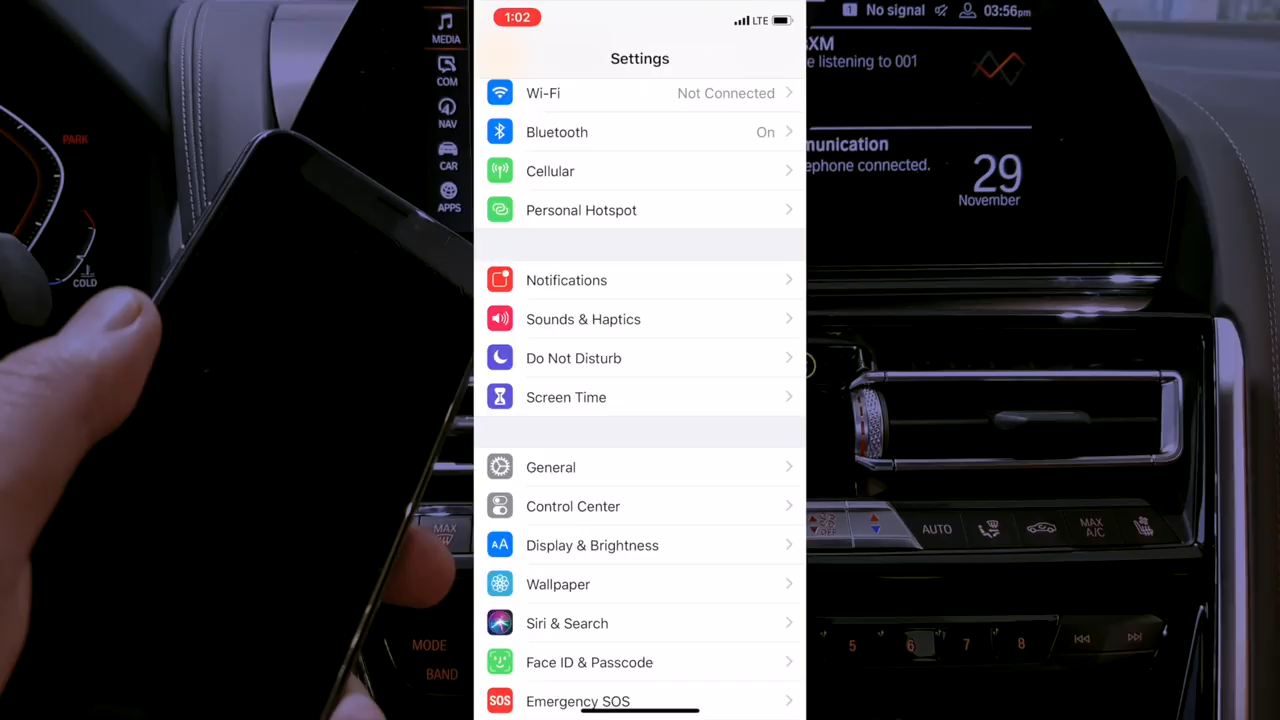 1:02
LTE
Settings
Wi-Fi Not Connected
Bluetooth On
Cellular
Personal Hotspot
Notifications
Sounds & Haptics
Do Not Disturb
Screen Time
General
Control Center
Display & Brightness
Wallpaper
Siri & Search
Face ID & Passcode
SOS Emergency SOS
MEDIA
COM
NAV
CAR
APPS
PARK
COLD
MAX
MODE
BAND
1 No signal 03:56pm
XM
e listening to 001
munication
ephone connected.
29
November
AUTO
MAX
A/C
5 6 7 8